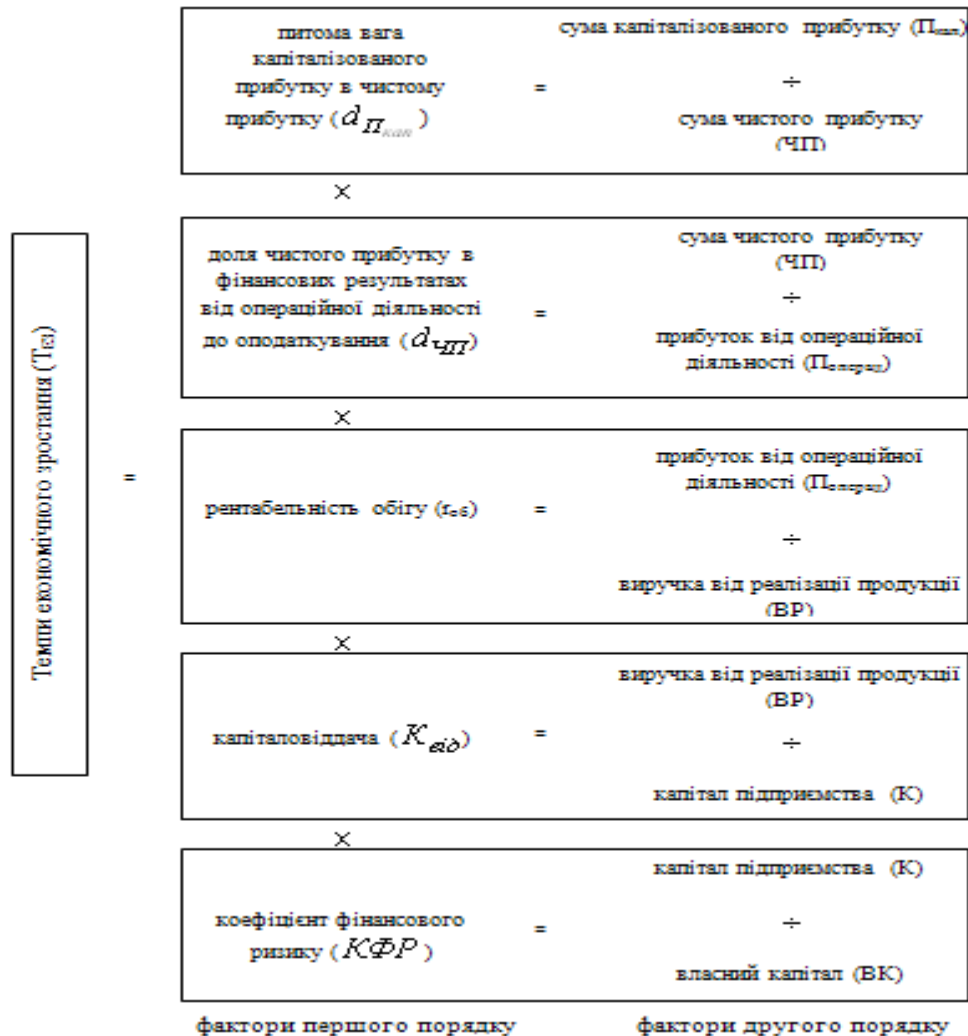 питома вага
капіталізованого
прибутку в чистому
прибутку (d П кап )
=
сума капіталізованого прибутку (Пкап)
÷
сума чистого прибутку
(ЧП)
×
Темпи економічного зростання (ТЕЗ)
=
доля чистого прибутку в
фінансових результатах
від операційної діяльності
до оподаткування (d ЧП)
=
сума чистого прибутку
(ЧП)
÷
прибуток від операційної
діяльності (Поперац)
×
рентабельність обігу (rоб)
=
прибуток від операційної
діяльності (Поперац)
÷
виручка від реалізації продукції
(ВР)
×
капіталовіддача (К від)
=
виручка від реалізації продукції
(ВР)
÷
капітал підприємства (К)
×
коефіцієнт фінансового
ризику (КФР)
=
капітал підприємства (К)
÷
власний капітал (ВК)
фактори першого порядку
фактори другого порядку